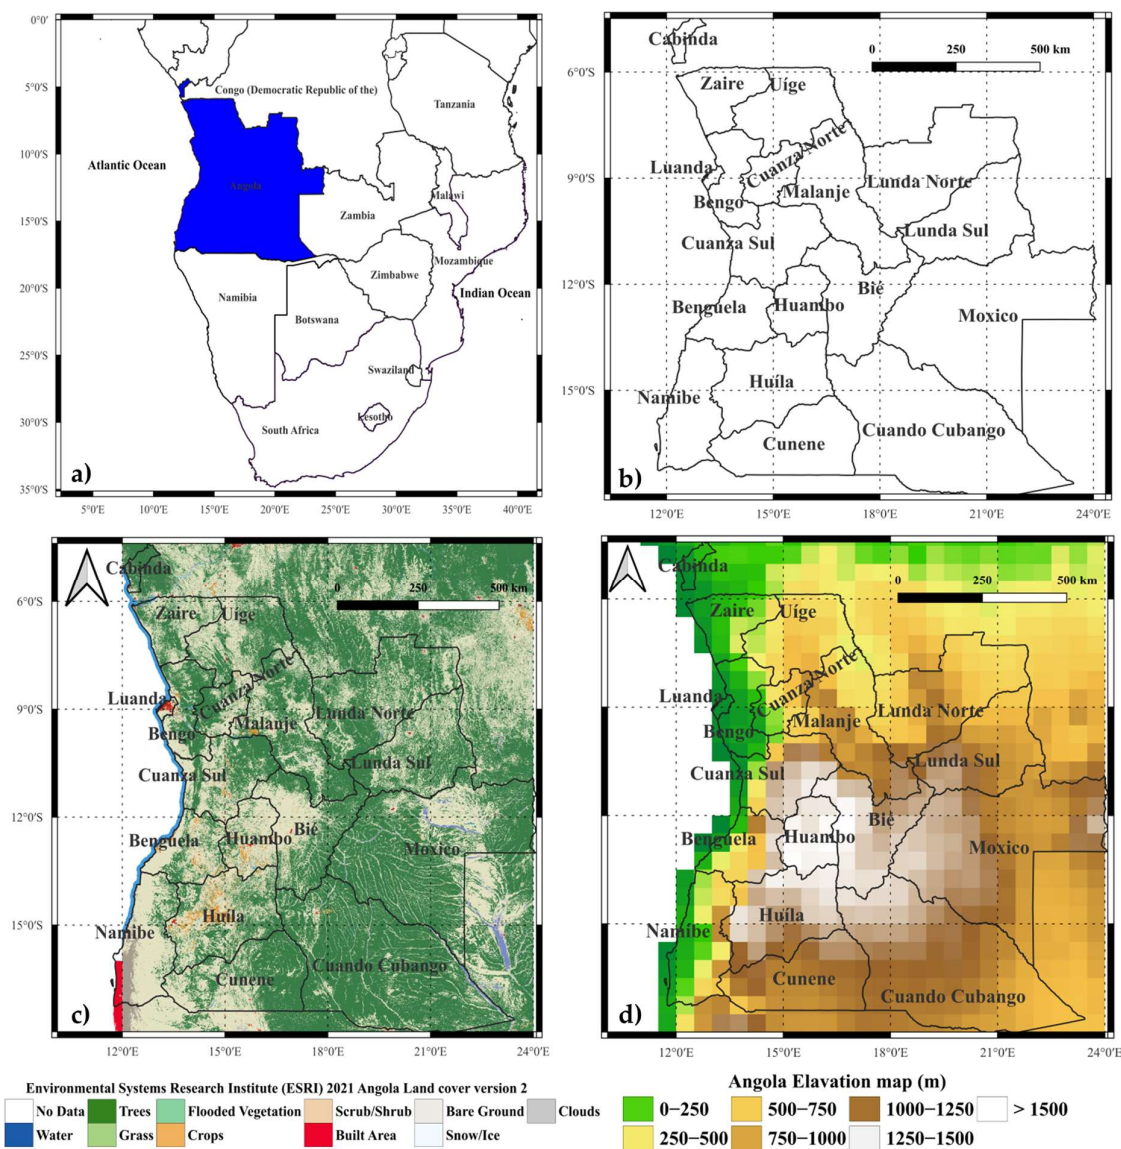 0°0′
5°0′S
10°0′S
15°0′S
20°0′S
25°0′S
30°0′S
35°0′S
Congo (Democratic Republic of the)
Tanzania
Atlantic Ocean
Angola
Malawi
Zambia
Mozambique
Zimbabwe
Namibia
Indian Ocean
Botswana
Swaziland
Lesotho
South Africa
a)
5°0′E 10°0′E 15°0′E 20°0′E 25°0′E 30°0′E 35°0′E 40°0′E
Cabinda
0 250 500 km
6°0′S
9°0′S
12°0′S
15°0′S
Zaire Uíge
Cuanza Norte
Luanda
Malanje Lunda Norte
Bengo
Cuanza Sul Lunda Sul
Bié
Benguela Huambo Moxico
Huíla
Namibe
Cunene Cuando Cubango
b)
12°0′E 15°0′E 18°0′E 21°0′E 24°0′E
Cabinda
0 250 500 km
6°0′S
9°0′S
12°0′S
15°0′S
Zaire Uíge
Cuanza Norte
Luanda
Malanje Lunda Norte
Bengo
Cuanza Sul Lunda Sul
Bié
Benguela Huambo Moxico
Huíla
Namibe
Cunene Cuando Cubango
c)
12°0′E 15°0′E 18°0′E 21°0′E 24°0′E
Cabinda
0 250 500 km
6°0′S
9°0′S
12°0′S
15°0′S
Zaire Uíge
Cuanza Norte
Luanda
Malanje Lunda Norte
Bengo
Cuanza Sul Lunda Sul
Bié
Benguela Huambo Moxico
Huíla
Namibe
Cunene Cuando Cubango
d)
12°0′E 15°0′E 18°0′E 21°0′E 24°0′E
Environmental Systems Research Institute (ESRI) 2021 Angola Land cover version 2
No Data Trees Flooded Vegetation Scrub/Shrub Bare Ground Clouds
Water Grass Crops Built Area Snow/Ice
Angola Elavation map (m)
0−250 500−750 1000−1250 > 1500
250−500 750−1000 1250−1500